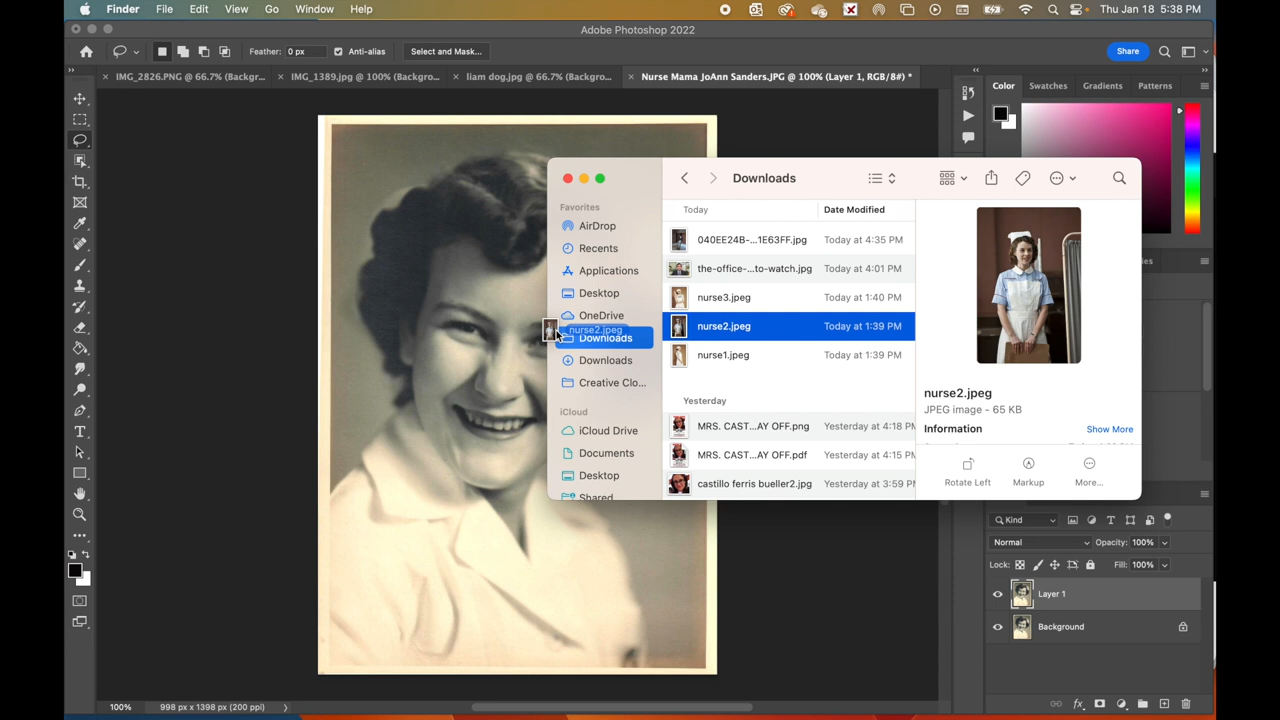 Finder File Edit View Go Window Help Thu Jan 18 5:38 PM
Adobe Photoshop 2022
Feather: 0 px Anti-alias Select and Mask... Share
IMG_2826.PNG @ 66.7% (Backgr... IMG_1389.jpg @ 100% (Backgro... liam dog.jpg @ 66.7% (Backgro... Nurse Mama JoAnn Sanders.JPG @ 100% (Layer 1, RGB/8#) *
Color Swatches Gradients Patterns
Downloads
Favorites
AirDrop
Recents
Applications
Desktop
OneDrive
nurse2.jpeg
Downloads
Downloads
Creative Clo...
iCloud
iCloud Drive
Documents
Desktop
Shared
Today Date Modified
040EE24B-...1E63FF.jpg Today at 4:35 PM
the-office-...to-watch.jpg Today at 4:01 PM
nurse3.jpeg Today at 1:40 PM
nurse2.jpeg Today at 1:39 PM
nurse1.jpeg Today at 1:39 PM
Yesterday
MRS. CAST...AY OFF.png Yesterday at 4:18 PM
MRS. CAST...AY OFF.pdf Yesterday at 4:15 PM
castillo ferris bueller2.jpg Yesterday at 3:59 PM
nurse2.jpeg
JPEG image - 65 KB
Information Show More
Rotate Left Markup More...
Kind
Normal Opacity: 100%
Lock: Fill: 100%
Layer 1
Background
100% 998 px x 1398 px (200 ppi)